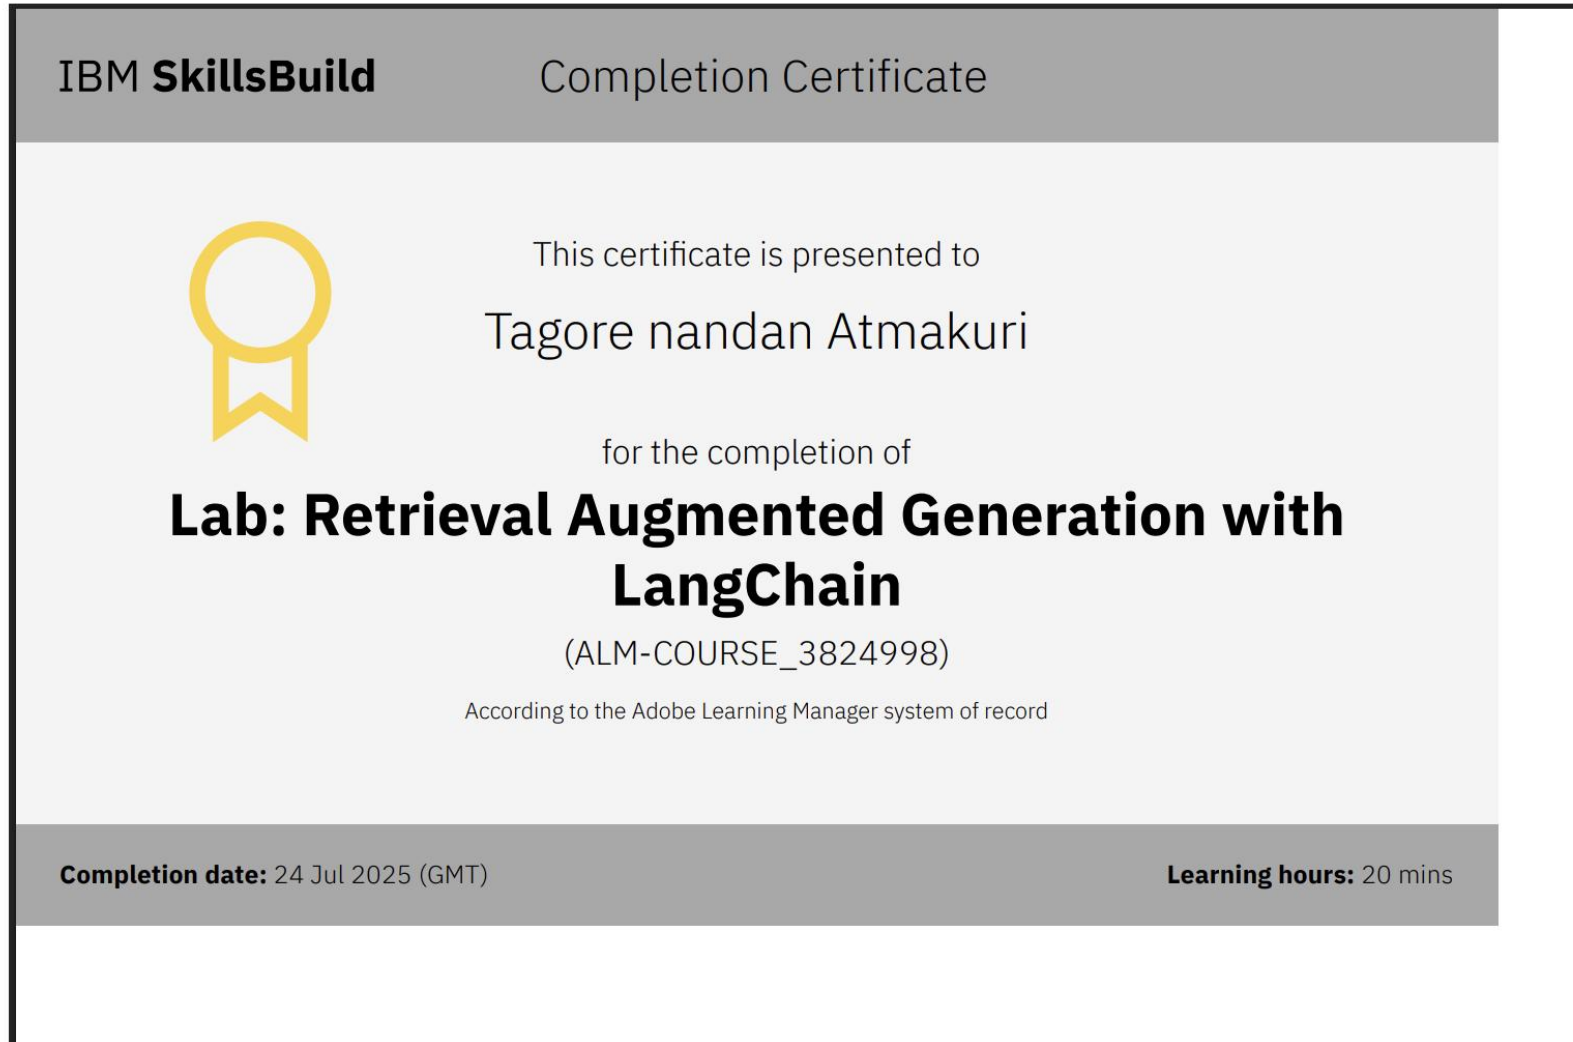 IBM SkillsBuild
Completion Certificate
This certificate is presented to
Tagore nandan Atmakuri
for the completion of
Lab: Retrieval Augmented Generation with
LangChain
(ALM-COURSE_3824998)
According to the Adobe Learning Manager system of record
Completion date: 24 Jul 2025 (GMT)
Learning hours: 20 mins